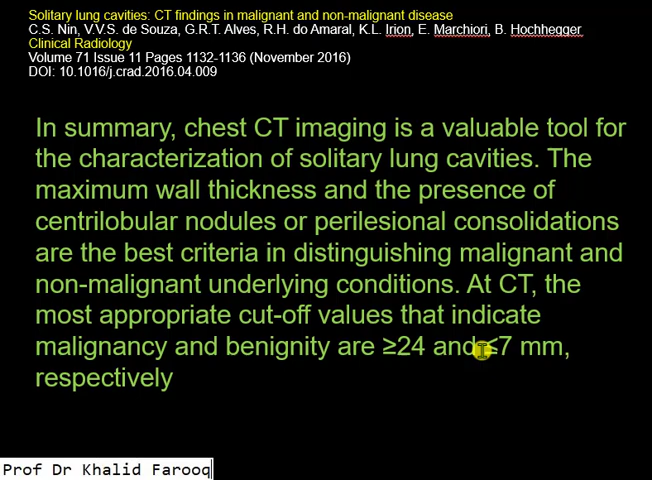 Solitary lung cavities: CT findings in malignant and non-malignant disease
C.S. Nin, V.V.S. de Souza, G.R.T. Alves, R.H. do Amaral, K.L. Irion, E. Marchiori, B. Hochhegger
Clinical Radiology
Volume 71 Issue 11 Pages 1132-1136 (November 2016)
DOI: 10.1016/j.crad.2016.04.009
In summary, chest CT imaging is a valuable tool for
the characterization of solitary lung cavities. The
maximum wall thickness and the presence of
centrilobular nodules or perilesional consolidations
are the best criteria in distinguishing malignant and
non-malignant underlying conditions. At CT, the
most appropriate cut-off values that indicate
malignancy and benignity are ≥24 and ≤7 mm,
respectively
Prof Dr Khalid Farooq